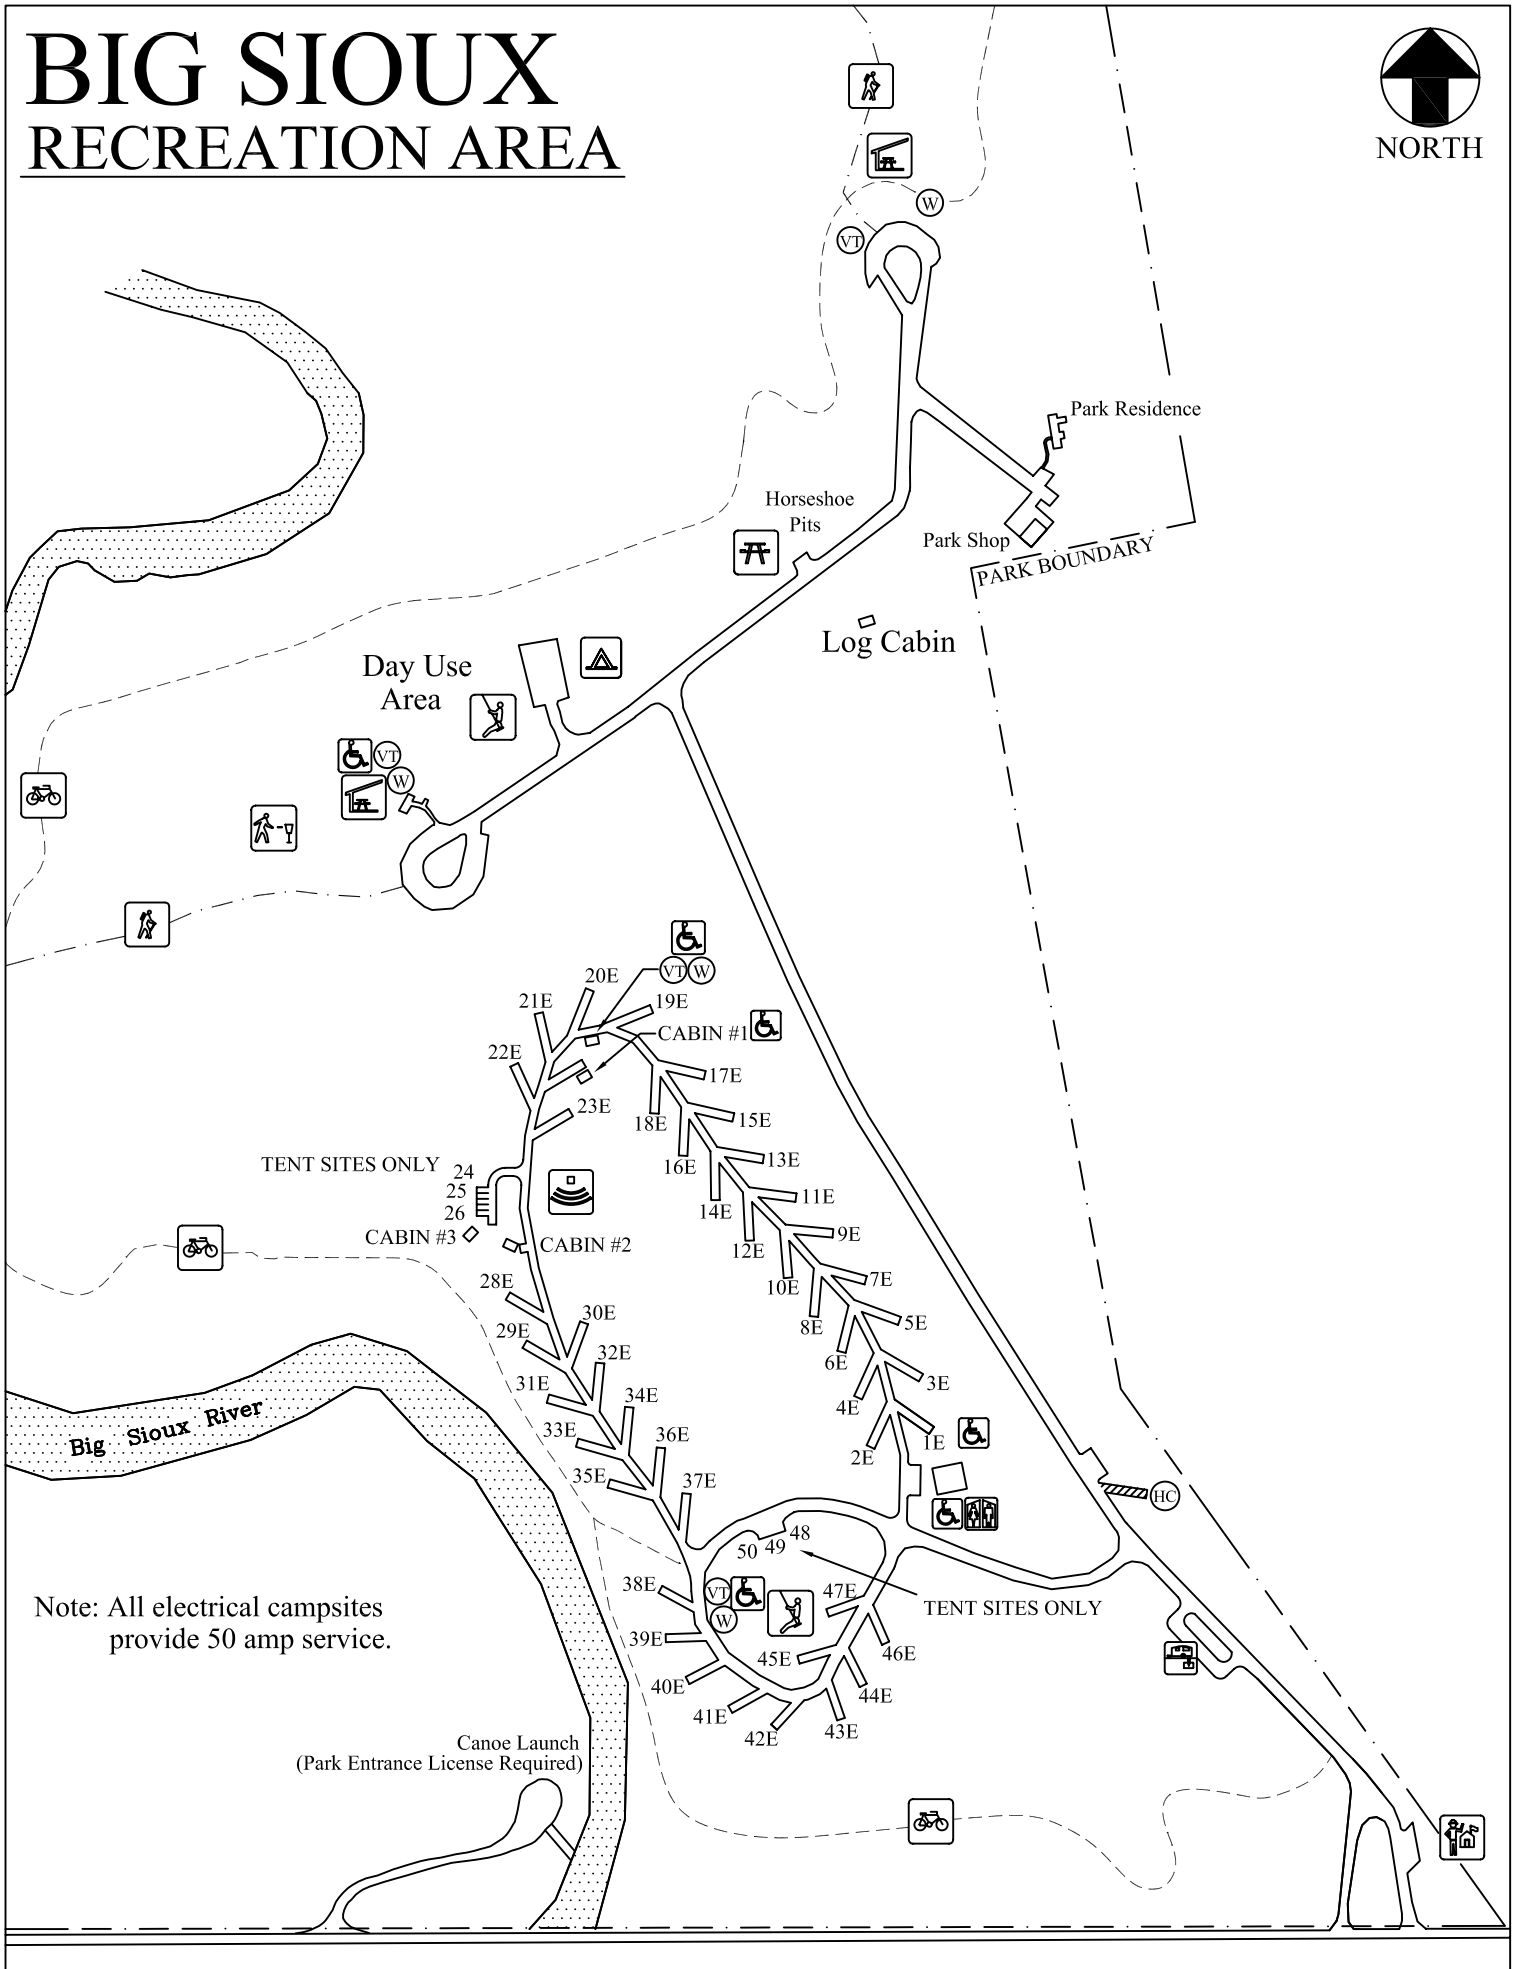 BIG SIOUX
RECREATION AREA
NORTH
W
VT
Park Residence
Horseshoe
Pits
Park Shop
PARK BOUNDARY
Log Cabin
Day Use
Area
VT
W
20E
VT
W
21E
19E
CABIN #1
22E
17E
23E
18E
15E
TENT SITES ONLY
24
25
26
16E
13E
14E
11E
CABIN #3
CABIN #2
12E
9E
28E
10E
7E
29E
30E
8E
5E
32E
6E
31E
3E
34E
4E
33E
36E
1E
2E
35E
37E
Big Sioux River
HC
48
49
50
38E
VT
W
47E
TENT SITES ONLY
Note: All electrical campsites
provide 50 amp service.
39E
45E
46E
40E
44E
41E
42E
43E
Canoe Launch
(Park Entrance License Required)